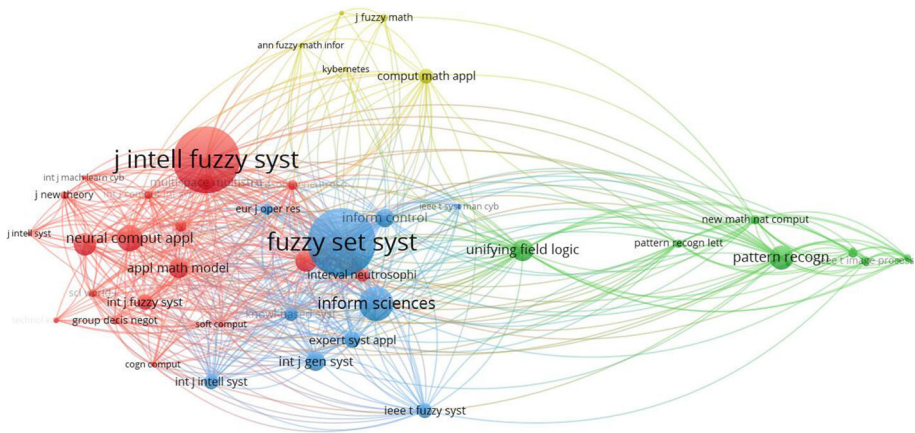 j fuzzy math
ann fuzzy math infor
kybernetes
comput math appl
j intell fuzzy syst
int j mach learn cyb
j new theory
eur j oper res
ieee t syst man cyb
inform control
new math nat comput
j intell syst
neural comput appl
fuzzy set syst
unifying field logic
pattern recogn lett
pattern recogn
appl math model
interval neutrosophi
int j fuzzy syst
inform sciences
knowl-based syst
group decis negot
soft comput
expert syst appl
cogn comput
int j gen syst
int j intell syst
ieee t fuzzy syst